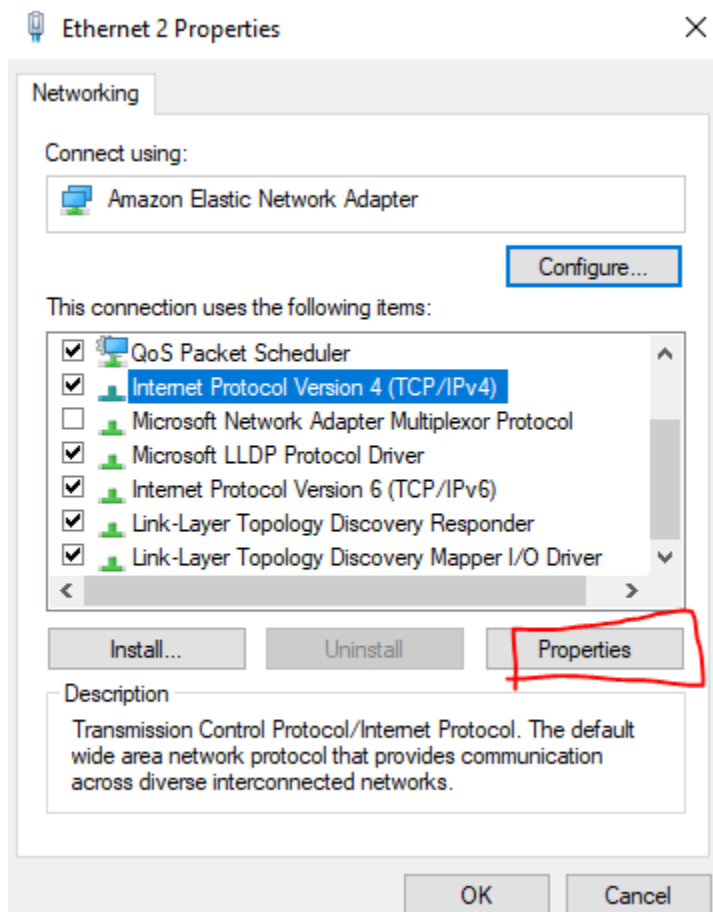 Ethernet 2 Properties
Networking
Connect using:
Amazon Elastic Network Adapter
Configure...
This connection uses the following items:
QoS Packet Scheduler
Internet Protocol Version 4 (TCP/IPv4)
Microsoft Network Adapter Multiplexor Protocol
Microsoft LLDP Protocol Driver
Internet Protocol Version 6 (TCP/IPv6)
Link-Layer Topology Discovery Responder
Link-Layer Topology Discovery Mapper I/O Driver
Install...
Uninstall
Properties
Description
Transmission Control Protocol/Internet Protocol. The default
wide area network protocol that provides communication
across diverse interconnected networks.
OK
Cancel